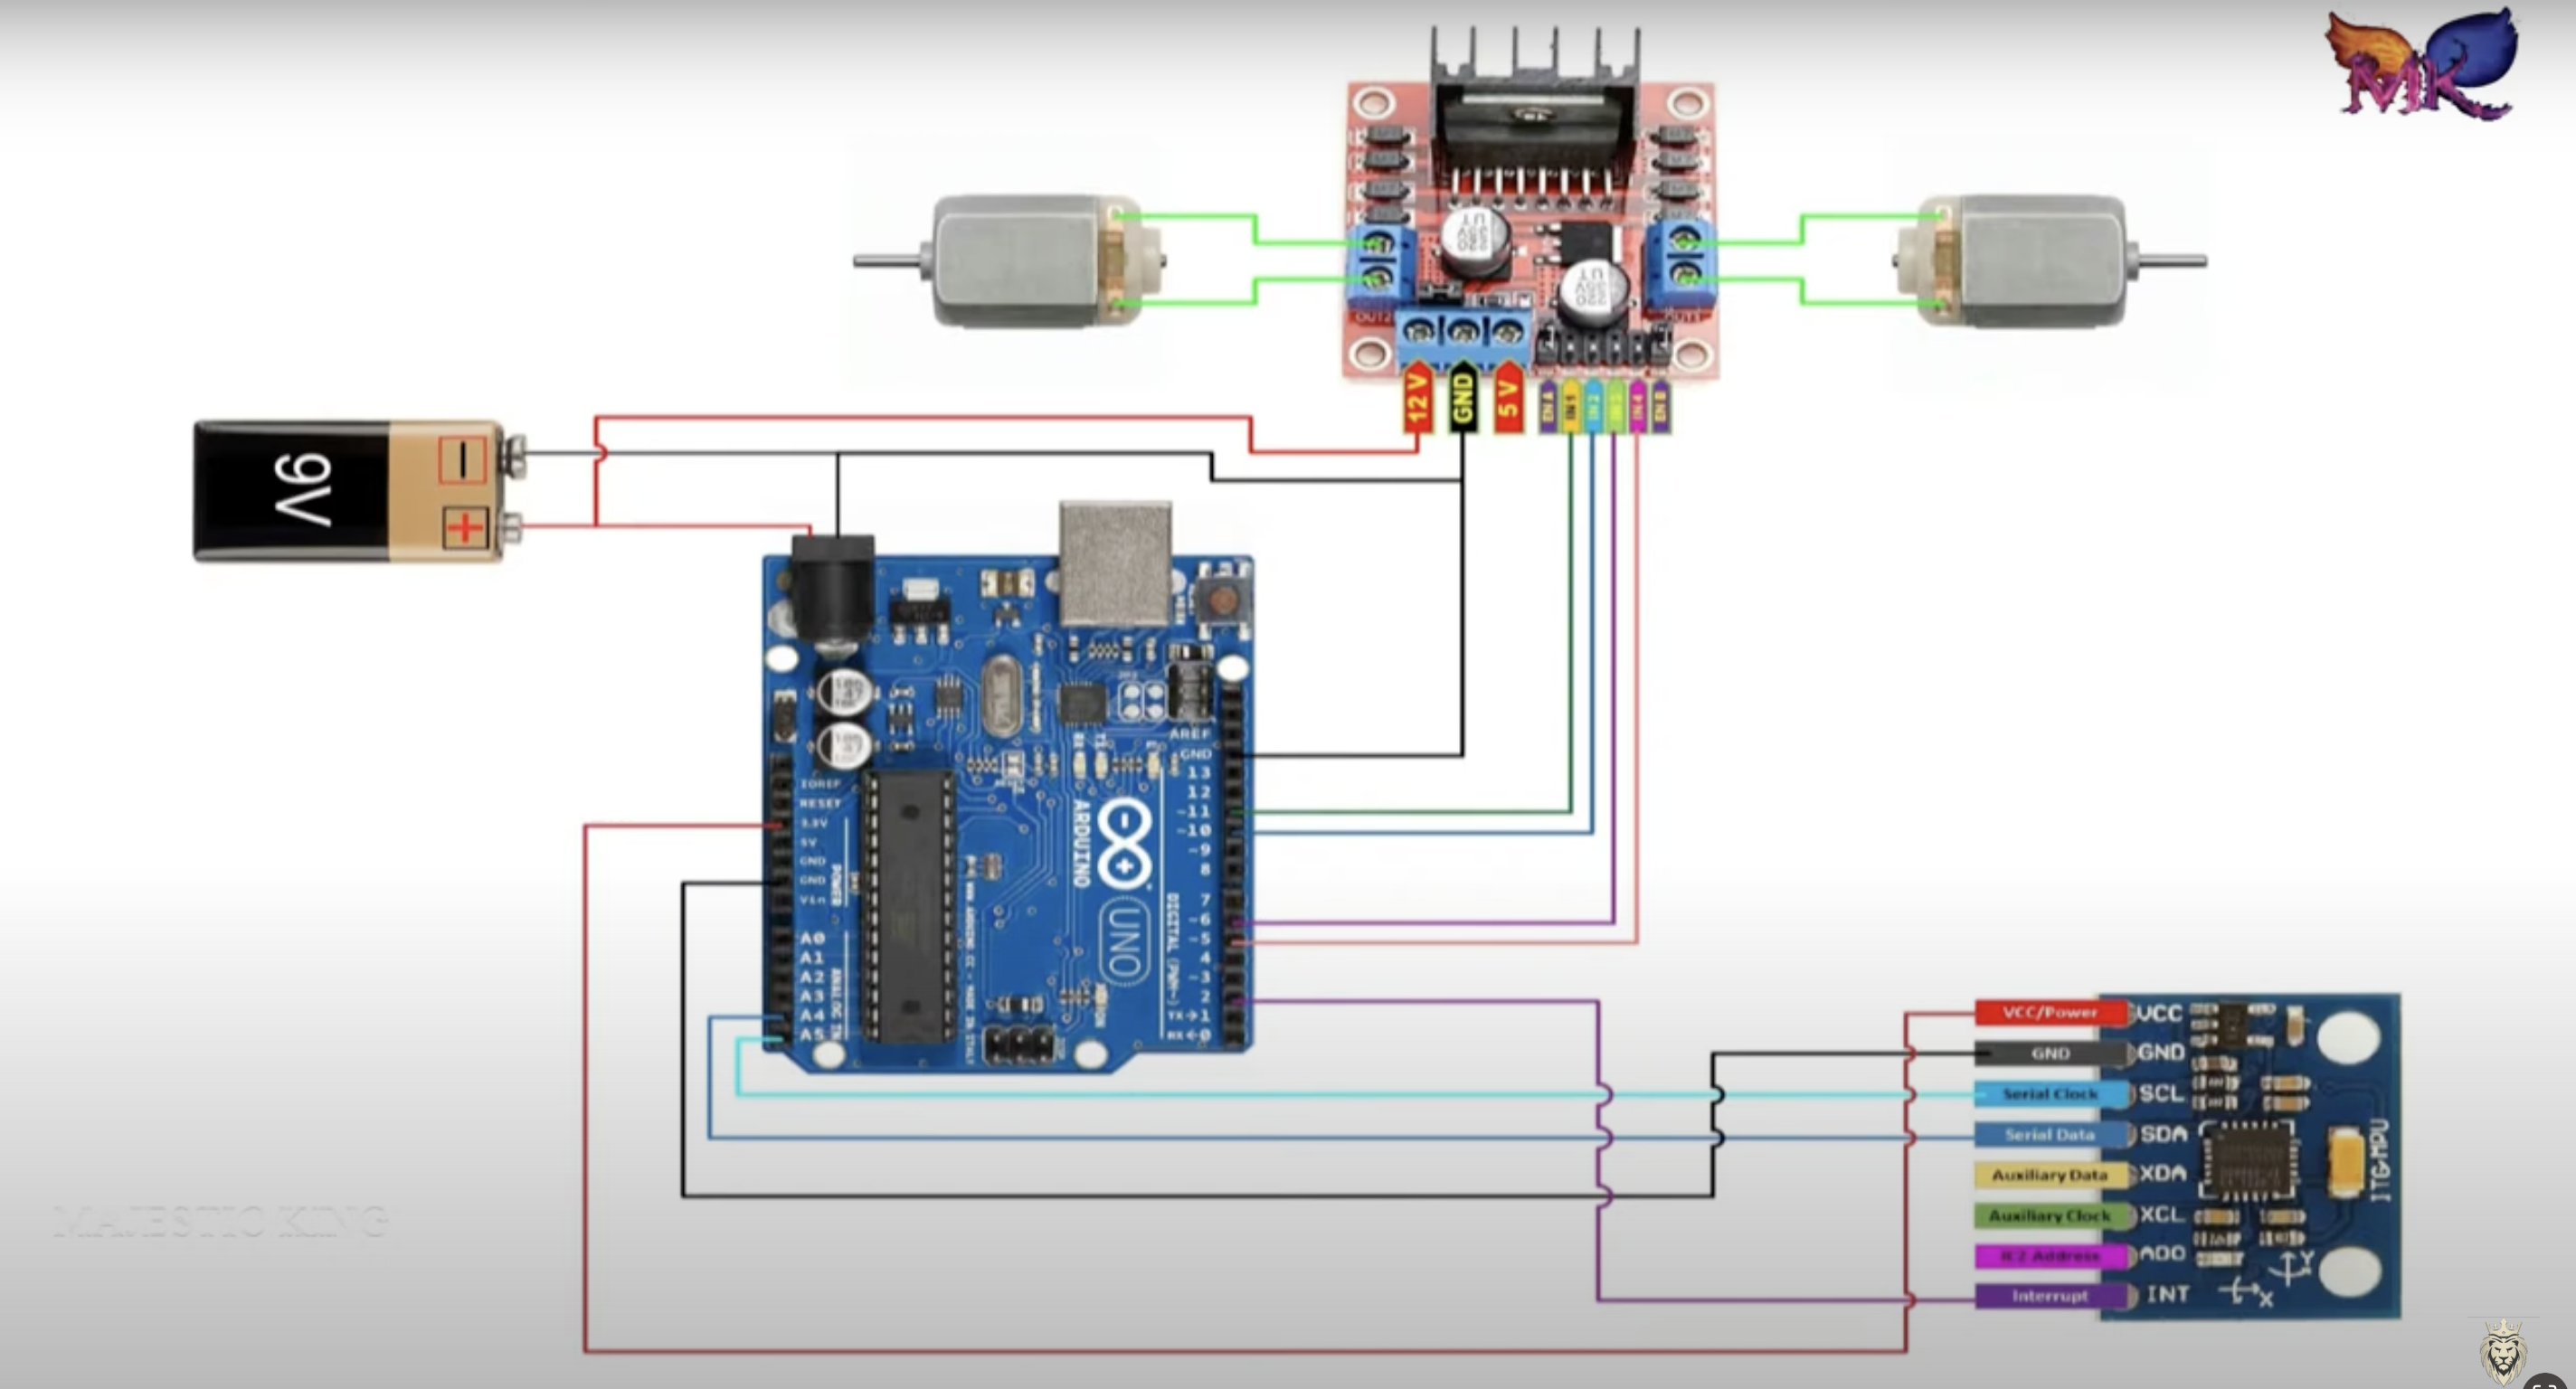 MK
OUT2
12 V
GND
5 V
EN A
IN 1
IN 2
IN 3
IN 4
EN B
9V
−
+
AREF
GND
13
12
~11
~10
~9
8
7
~6
~5
4
~3
2
TX→1
RX←0
DIGITAL (PWM~)
IOREF
RESET
3.3V
5V
GND
GND
Vin
POWER
A0
A1
A2
A3
A4
A5
ANALOG IN
ARDUINO
UNO
VCC/Power VCC
GND GND
Serial Clock SCL
Serial Data SDA
Auxiliary Data XDA
Auxiliary Clock XCL
IC2 Address ADO
Interrupt INT
ITG/MPU
Y
X
MAJESTIC KING